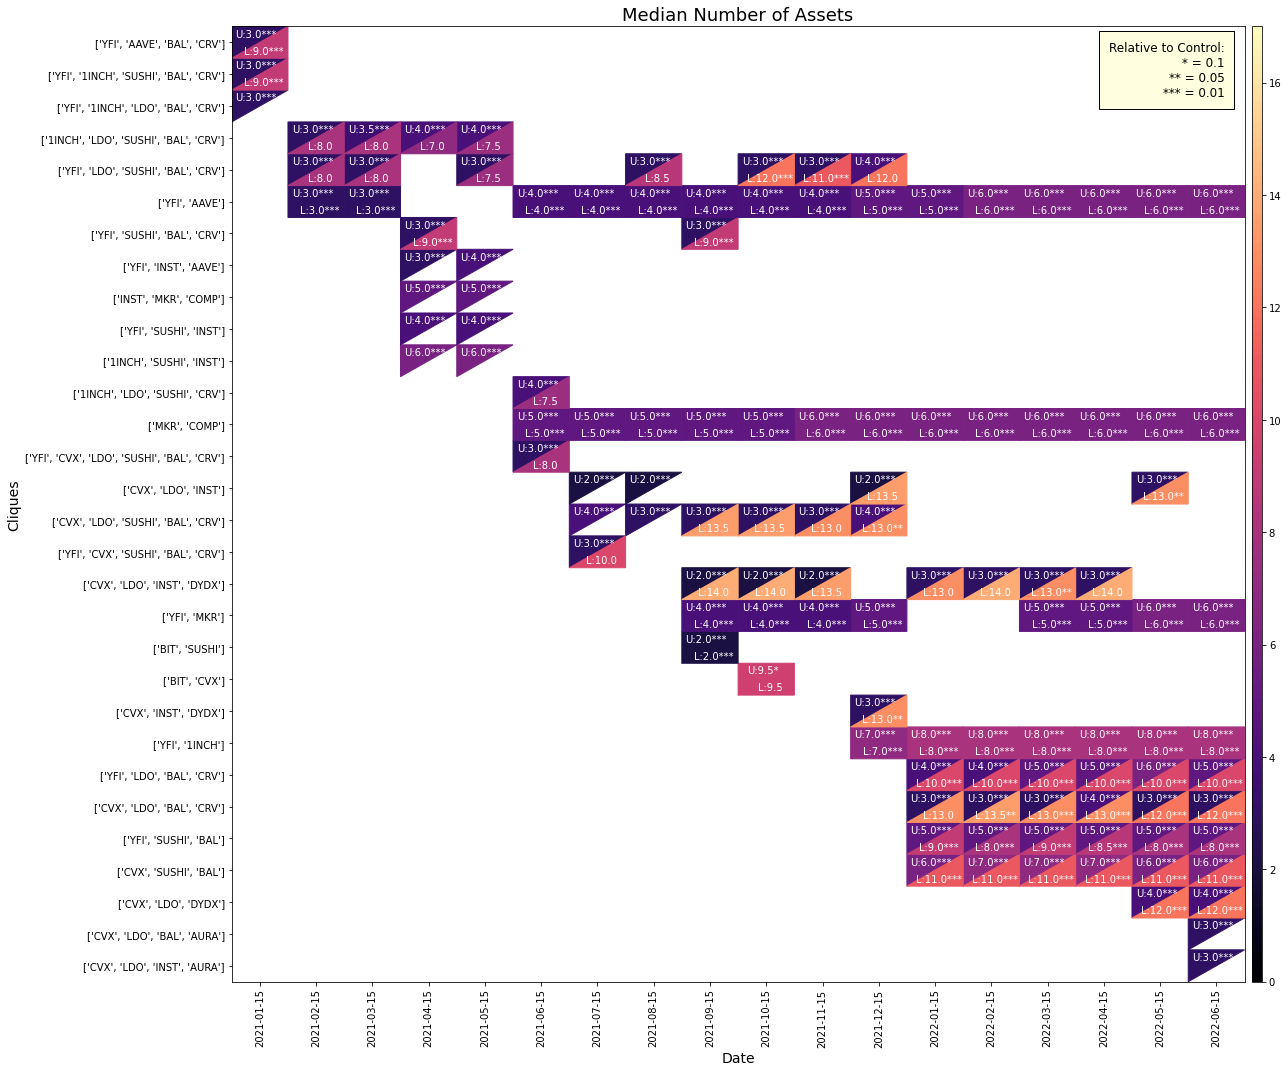 Median Number of Assets
Relative to Control:
* = 0.1
** = 0.05
*** = 0.01
['YFI', 'AAVE', 'BAL', 'CRV']
U:3.0***
L:9.0***
['YFI', '1INCH', 'SUSHI', 'BAL', 'CRV']
U:3.0***
L:9.0***
['YFI', '1INCH', 'LDO', 'BAL', 'CRV']
U:3.0***
['1INCH', 'LDO', 'SUSHI', 'BAL', 'CRV']
U:3.0*** U:3.5*** U:4.0*** U:4.0***
L:8.0 L:8.0 L:7.0 L:7.5
['YFI', 'LDO', 'SUSHI', 'BAL', 'CRV']
U:3.0*** U:3.0*** U:3.0*** U:3.0*** U:3.0*** U:3.0*** U:4.0***
L:8.0 L:8.0 L:7.5 L:8.5 L:12.0*** L:11.0*** L:12.0
['YFI', 'AAVE']
U:3.0*** U:3.0*** U:4.0*** U:4.0*** U:4.0*** U:4.0*** U:4.0*** U:4.0*** U:5.0*** U:5.0*** U:6.0*** U:6.0*** U:6.0*** U:6.0*** U:6.0***
L:3.0*** L:3.0*** L:4.0*** L:4.0*** L:4.0*** L:4.0*** L:4.0*** L:4.0*** L:5.0*** L:5.0*** L:6.0*** L:6.0*** L:6.0*** L:6.0*** L:6.0***
['YFI', 'SUSHI', 'BAL', 'CRV']
U:3.0*** U:3.0***
L:9.0*** L:9.0***
['YFI', 'INST', 'AAVE']
U:3.0*** U:4.0***
['INST', 'MKR', 'COMP']
U:5.0*** U:5.0***
['YFI', 'SUSHI', 'INST']
U:4.0*** U:4.0***
['1INCH', 'SUSHI', 'INST']
U:6.0*** U:6.0***
['1INCH', 'LDO', 'SUSHI', 'CRV']
U:4.0***
L:7.5
['MKR', 'COMP']
U:5.0*** U:5.0*** U:5.0*** U:5.0*** U:5.0*** U:6.0*** U:6.0*** U:6.0*** U:6.0*** U:6.0*** U:6.0*** U:6.0*** U:6.0***
L:5.0*** L:5.0*** L:5.0*** L:5.0*** L:5.0*** L:6.0*** L:6.0*** L:6.0*** L:6.0*** L:6.0*** L:6.0*** L:6.0*** L:6.0***
['YFI', 'CVX', 'LDO', 'SUSHI', 'BAL', 'CRV']
U:3.0***
L:8.0
['CVX', 'LDO', 'INST']
U:2.0*** U:2.0*** U:2.0*** U:3.0***
L:13.5 L:13.0**
['CVX', 'LDO', 'SUSHI', 'BAL', 'CRV']
U:4.0*** U:3.0*** U:3.0*** U:3.0*** U:3.0*** U:4.0***
L:13.5 L:13.5 L:13.0 L:13.0**
['YFI', 'CVX', 'SUSHI', 'BAL', 'CRV']
U:3.0***
L:10.0
['CVX', 'LDO', 'INST', 'DYDX']
U:2.0*** U:2.0*** U:2.0*** U:3.0*** U:3.0*** U:3.0*** U:3.0***
L:14.0 L:14.0 L:13.5 L:13.0 L:14.0 L:13.0** L:14.0
['YFI', 'MKR']
U:4.0*** U:4.0*** U:4.0*** U:5.0*** U:5.0*** U:5.0*** U:6.0*** U:6.0***
L:4.0*** L:4.0*** L:4.0*** L:5.0*** L:5.0*** L:5.0*** L:6.0*** L:6.0***
['BIT', 'SUSHI']
U:2.0***
L:2.0***
['BIT', 'CVX']
U:9.5*
L:9.5
['CVX', 'INST', 'DYDX']
U:3.0***
L:13.0**
['YFI', '1INCH']
U:7.0*** U:8.0*** U:8.0*** U:8.0*** U:8.0*** U:8.0*** U:8.0***
L:7.0*** L:8.0*** L:8.0*** L:8.0*** L:8.0*** L:8.0*** L:8.0***
['YFI', 'LDO', 'BAL', 'CRV']
U:4.0*** U:4.0*** U:5.0*** U:5.0*** U:6.0*** U:5.0***
L:10.0*** L:10.0*** L:10.0*** L:10.0*** L:10.0*** L:10.0***
['CVX', 'LDO', 'BAL', 'CRV']
U:3.0*** U:3.0*** U:3.0*** U:4.0*** U:3.0*** U:3.0***
L:13.0 L:13.5** L:13.0*** L:13.0*** L:12.0*** L:12.0***
['YFI', 'SUSHI', 'BAL']
U:5.0*** U:5.0*** U:5.0*** U:5.0*** U:5.0*** U:5.0***
L:9.0*** L:8.0*** L:9.0*** L:8.5*** L:8.0*** L:8.0***
['CVX', 'SUSHI', 'BAL']
U:6.0*** U:7.0*** U:7.0*** U:7.0*** U:6.0*** U:6.0***
L:11.0*** L:11.0*** L:11.0*** L:11.0*** L:11.0*** L:11.0***
['CVX', 'LDO', 'DYDX']
U:4.0*** U:4.0***
L:12.0*** L:12.0***
['CVX', 'LDO', 'BAL', 'AURA']
U:3.0***
['CVX', 'LDO', 'INST', 'AURA']
U:3.0***
Cliques
2021-01-15
2021-02-15
2021-03-15
2021-04-15
2021-05-15
2021-06-15
2021-07-15
2021-08-15
2021-09-15
2021-10-15
2021-11-15
2021-12-15
2022-01-15
2022-02-15
2022-03-15
2022-04-15
2022-05-15
2022-06-15
Date
16
14
12
10
8
6
4
2
0